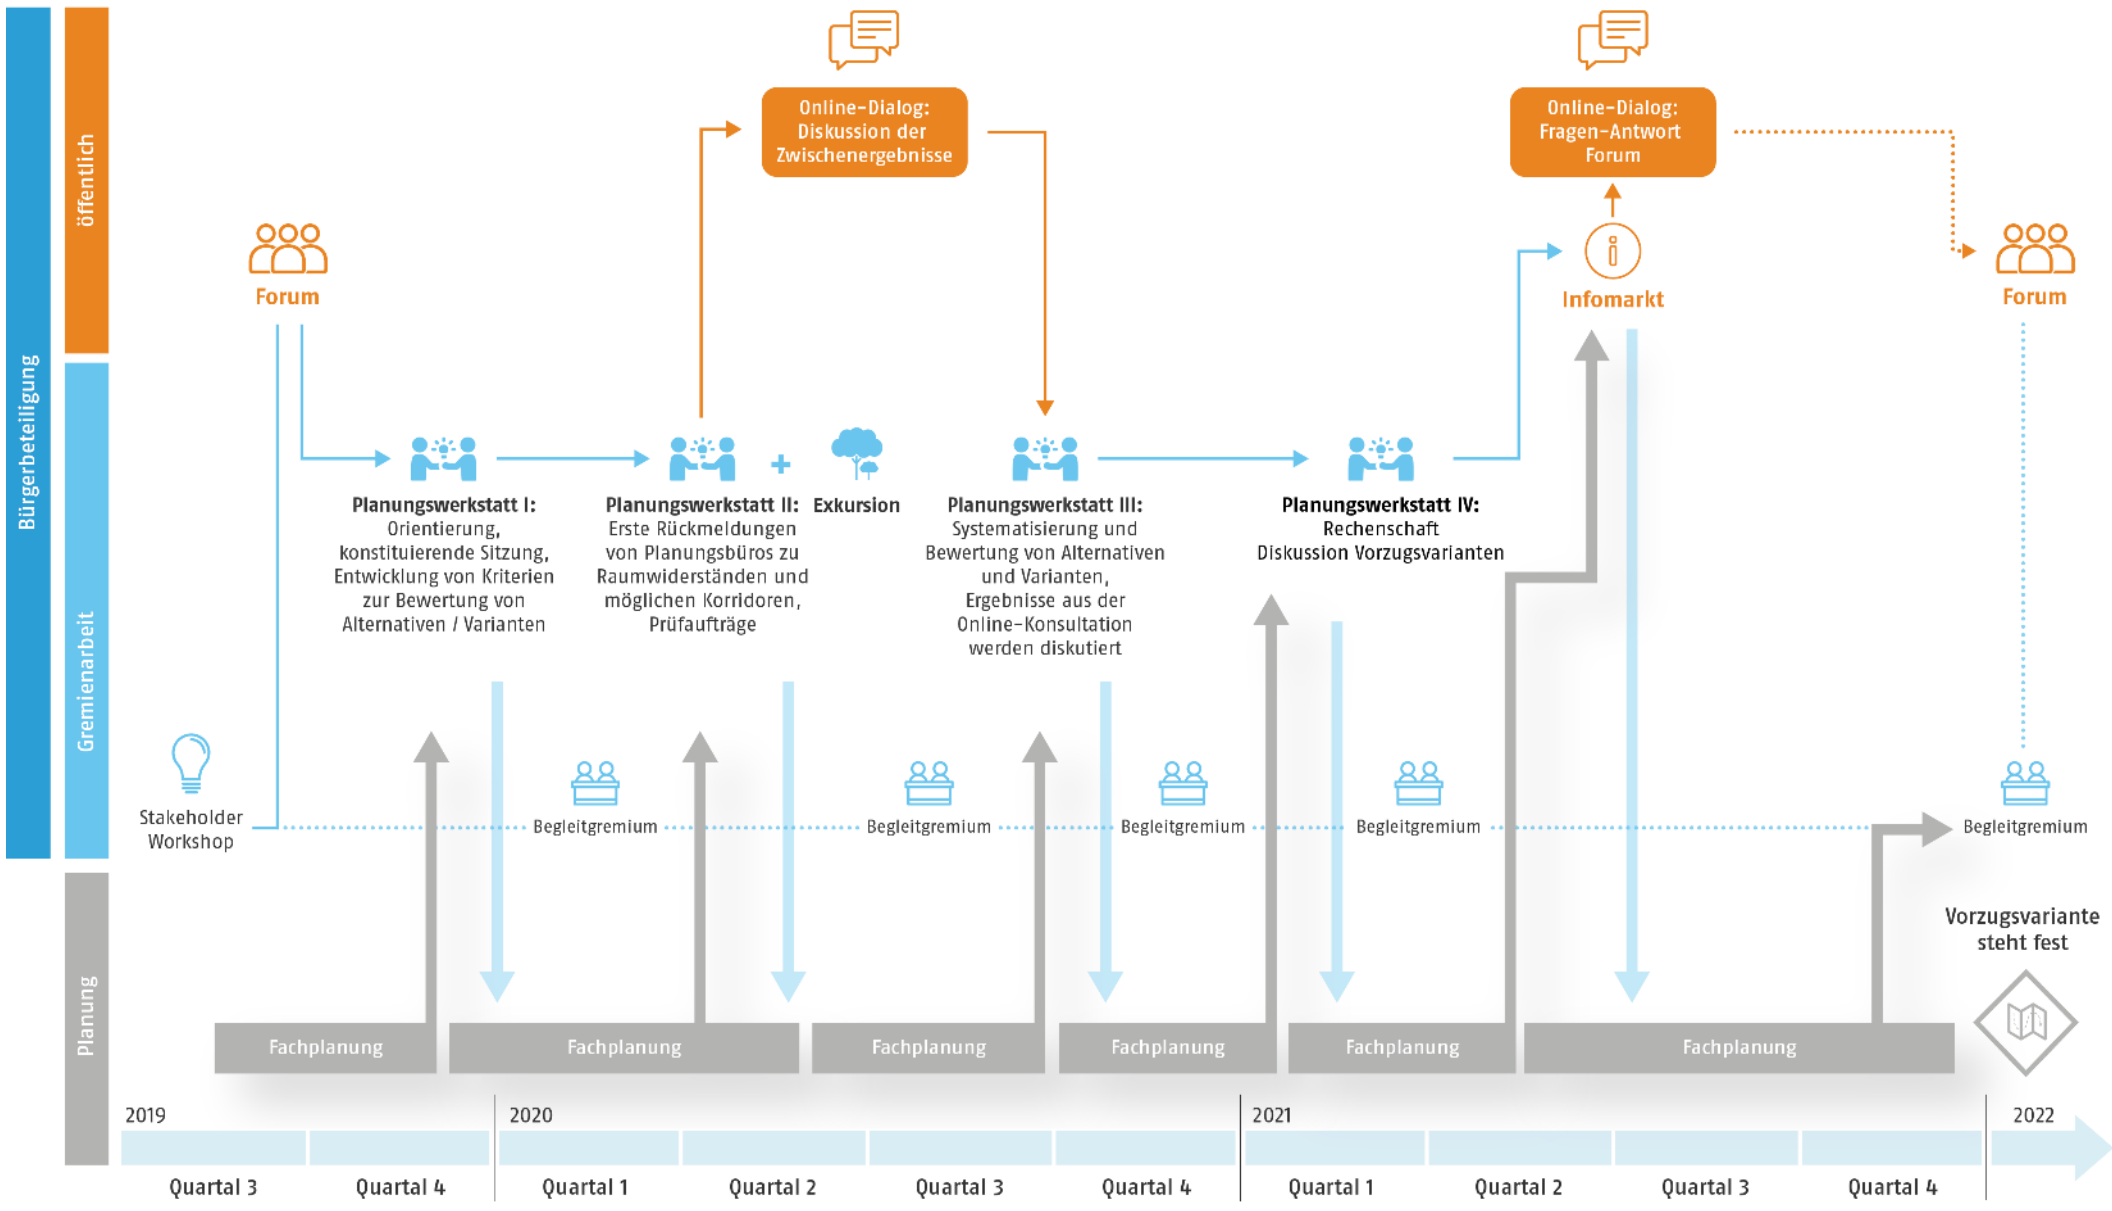 Bürgerbeteiligung
öffentlich
Gremienarbeit
Planung
Online-Dialog:
Diskussion der
Zwischenergebnisse
Online-Dialog:
Fragen-Antwort
Forum
Forum
Infomarkt
Forum
Planungswerkstatt I:
Orientierung,
konstituierende Sitzung,
Entwicklung von Kriterien
zur Bewertung von
Alternativen / Varianten
Planungswerkstatt II:
Erste Rückmeldungen
von Planungsbüros zu
Raumwiderständen und
möglichen Korridoren,
Prüfaufträge
+
Exkursion
Planungswerkstatt III:
Systematisierung und
Bewertung von Alternativen
und Varianten,
Ergebnisse aus der
Online-Konsultation
werden diskutiert
Planungswerkstatt IV:
Rechenschaft
Diskussion Vorzugsvarianten
Stakeholder
Workshop
Begleitgremium
Begleitgremium
Begleitgremium
Begleitgremium
Begleitgremium
Vorzugsvariante
steht fest
Fachplanung
Fachplanung
Fachplanung
Fachplanung
Fachplanung
Fachplanung
2019
2020
2021
2022
Quartal 3
Quartal 4
Quartal 1
Quartal 2
Quartal 3
Quartal 4
Quartal 1
Quartal 2
Quartal 3
Quartal 4